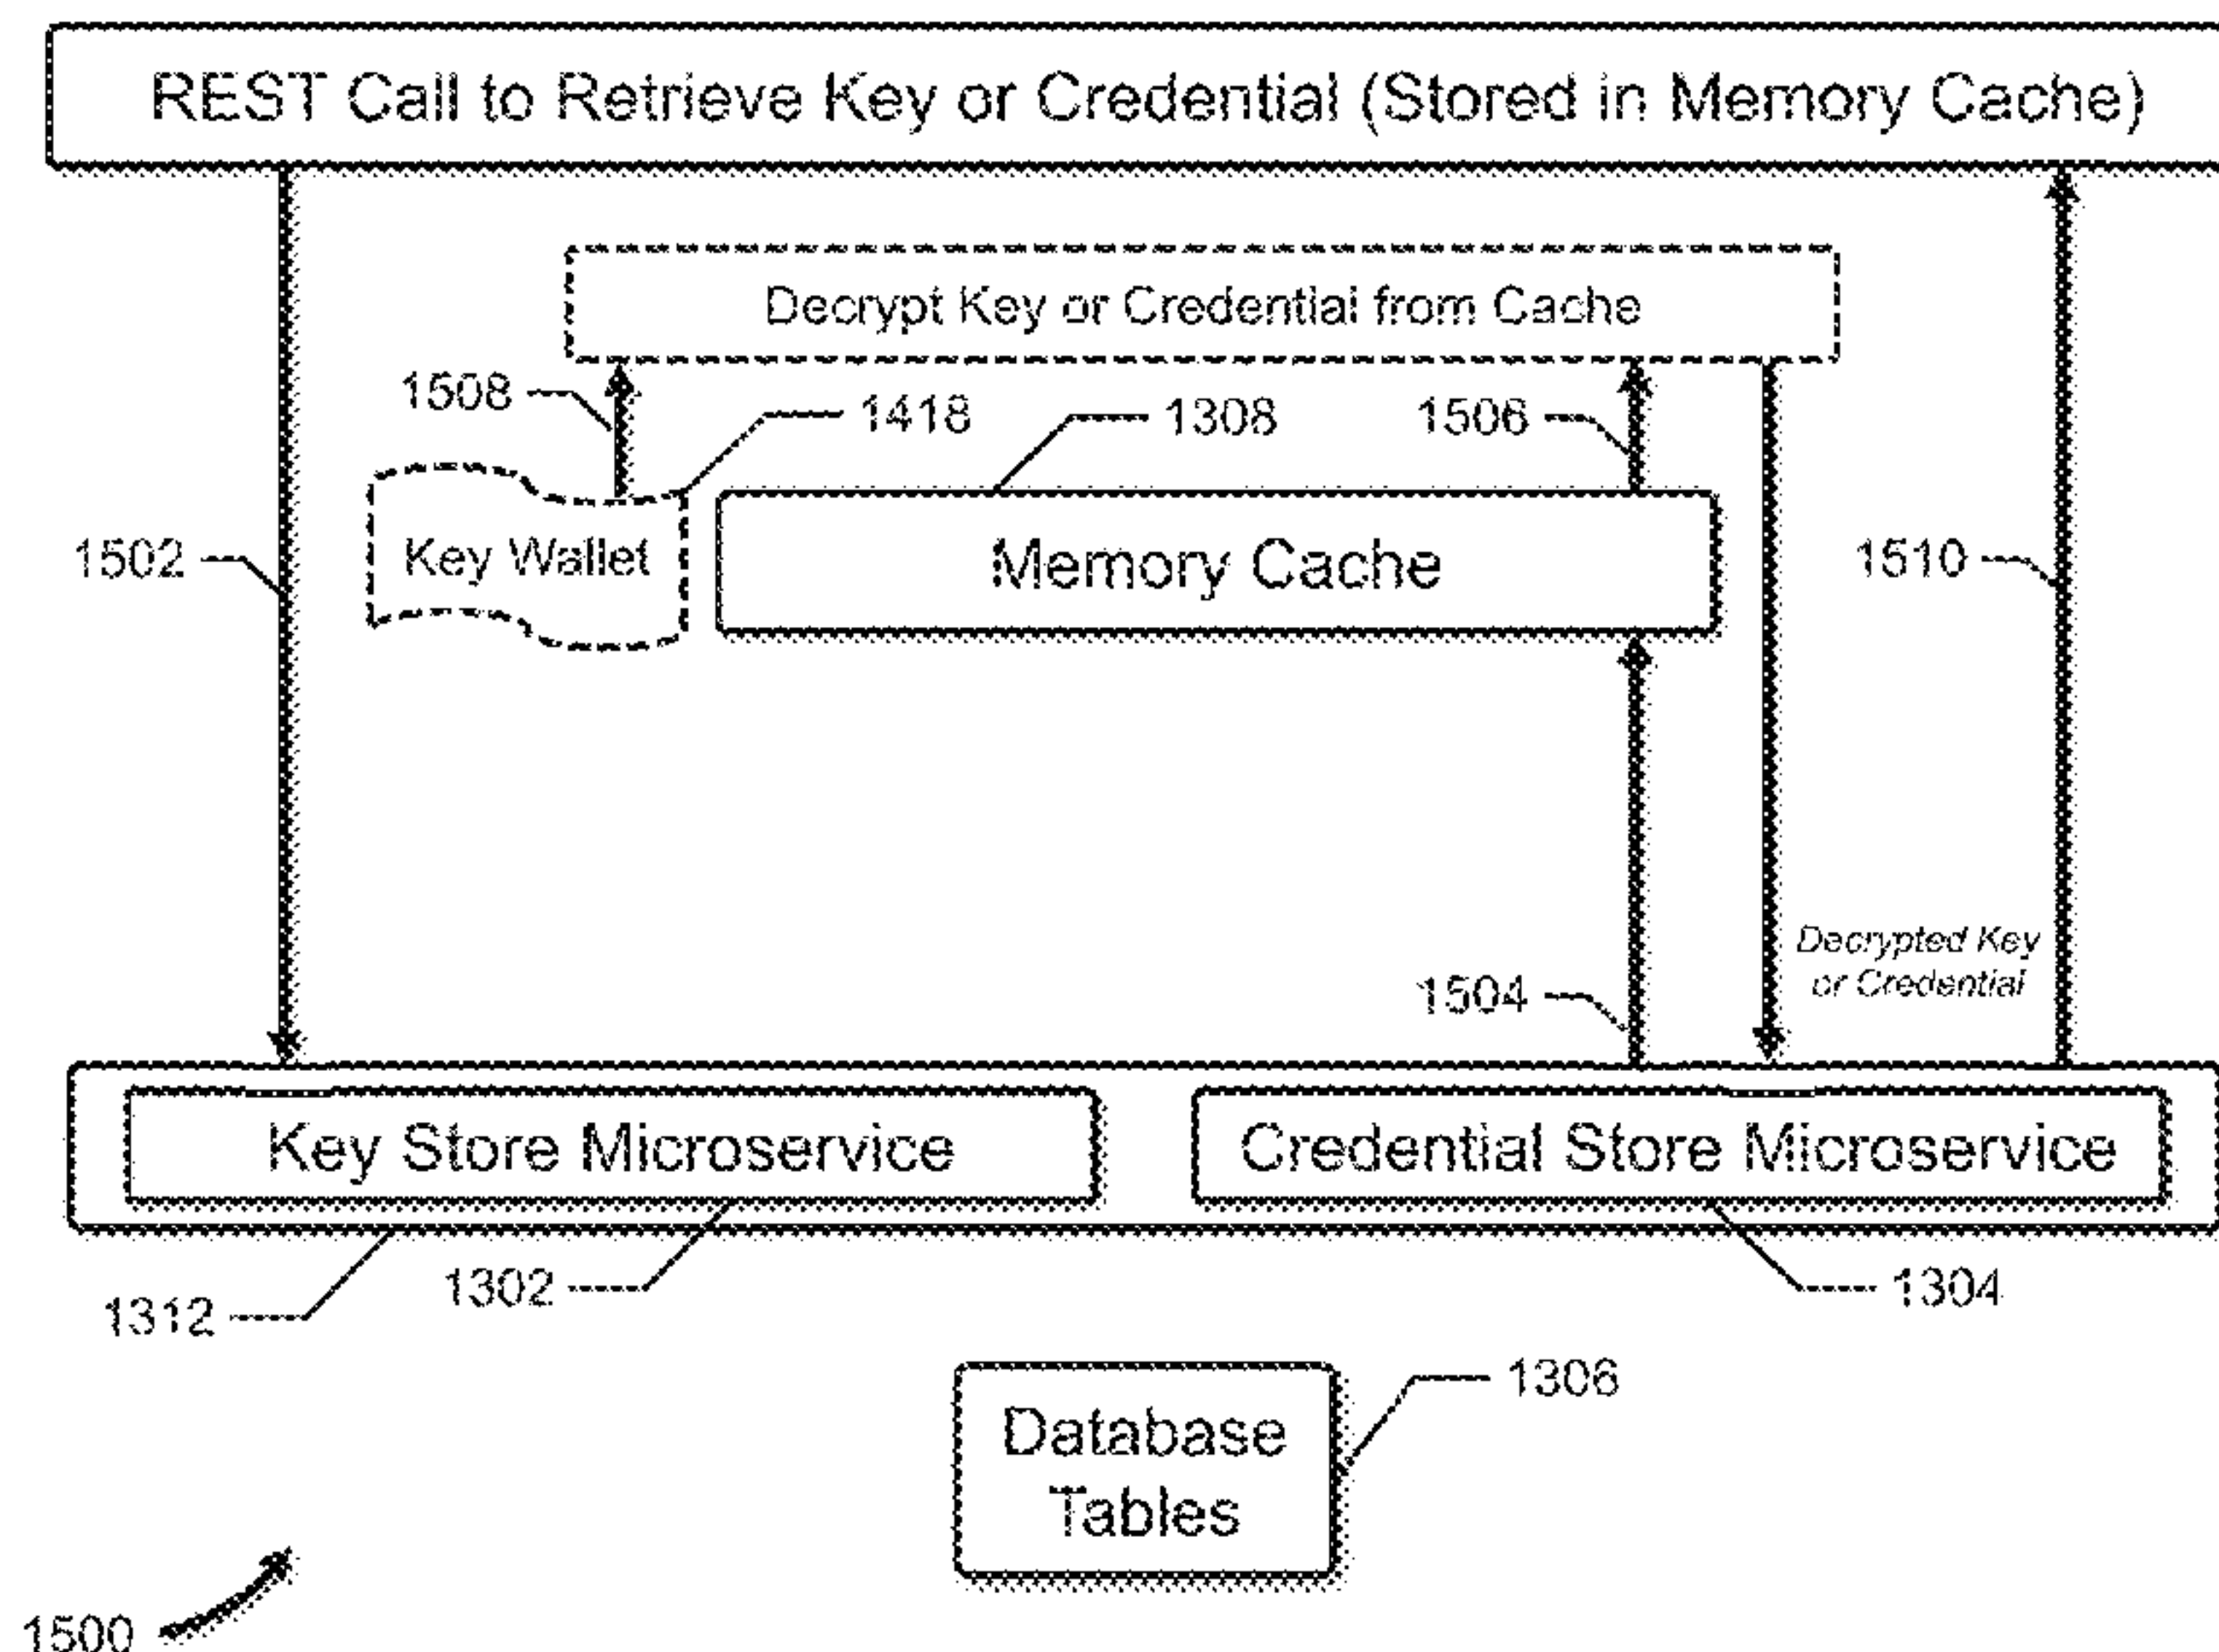 REST Call to Retrieve Key or Credential (Stored in Memory Cache)
Decrypt Key or Credential from Cache
1508
1418
1308
1506
1502
Key Wallet
Memory Cache
1510
Decrypted Key
or Credential
1504
Key Store Microservice
Credential Store Microservice
1312
1302
1304
1306
Database
Tables
1500